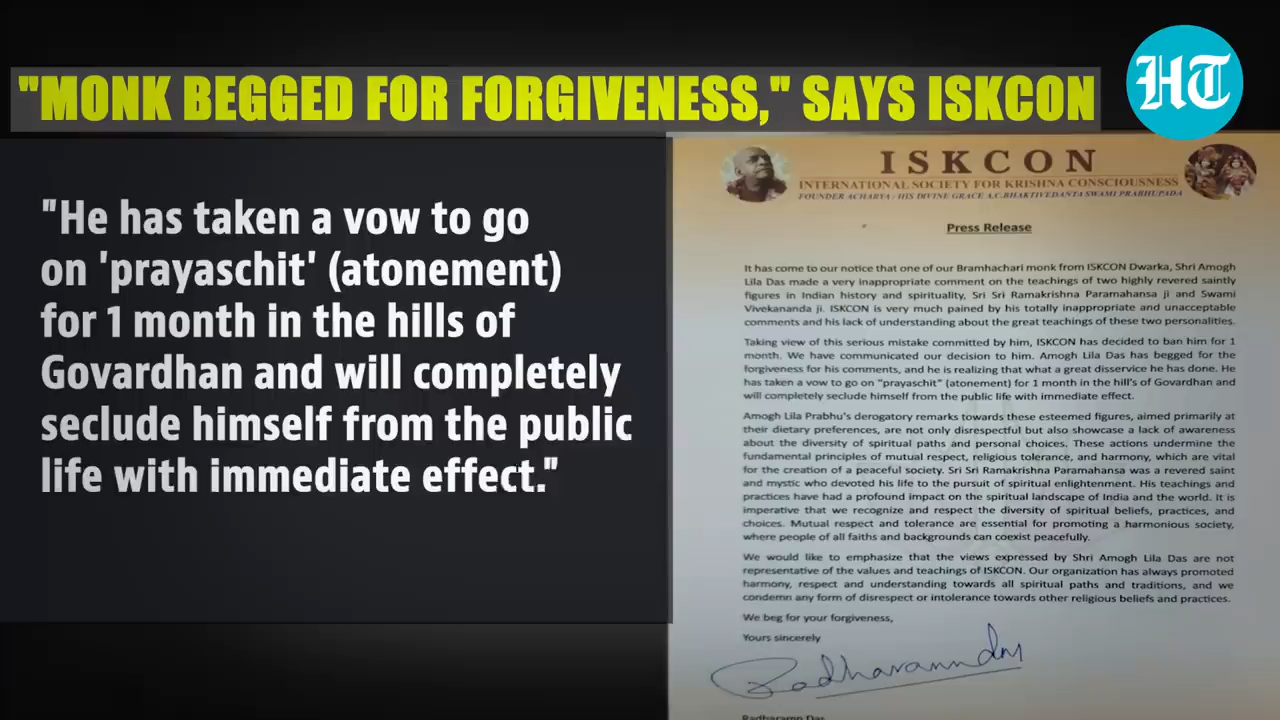 "MONK BEGGED FOR FORGIVENESS," SAYS ISKCON
HT
"He has taken a vow to go
on 'prayaschit' (atonement)
for 1 month in the hills of
Govardhan and will completely
seclude himself from the public
life with immediate effect."
ISKCON
INTERNATIONAL SOCIETY FOR KRISHNA CONSCIOUSNESS
FOUNDER ACHARYA / HIS DIVINE GRACE A.C.BHAKTIVEDANTA SWAMI PRABHUPADA
Press Release
It has come to our notice that one of our Bramhachari monk from ISKCON Dwarka, Shri Amogh
Lila Das made a very inappropriate comment on the teachings of two highly revered saintly
figures in Indian history and spirituality, Sri Sri Ramakrishna Paramahansa ji and Swami
Vivekananda ji. ISKCON is very much pained by his totally inappropriate and unacceptable
comments and his lack of understanding about the great teachings of these two personalities.
Taking view of this serious mistake committed by him, ISKCON has decided to ban him for 1
month. We have communicated our decision to him. Amogh Lila Das has begged for the
forgiveness for his comments, and he is realizing that what a great disservice he has done. He
has taken a vow to go on "prayaschit" (atonement) for 1 month in the hill's of Govardhan and
will completely seclude himself from the public life with immediate effect.
Amogh Lila Prabhu's derogatory remarks towards these esteemed figures, aimed primarily at
their dietary preferences, are not only disrespectful but also showcase a lack of awareness
about the diversity of spiritual paths and personal choices. These actions undermine the
fundamental principles of mutual respect, religious tolerance, and harmony, which are vital
for the creation of a peaceful society. Sri Sri Ramakrishna Paramahansa was a revered saint
and mystic who devoted his life to the pursuit of spiritual enlightenment. His teachings and
practices have had a profound impact on the spiritual landscape of India and the world. It is
imperative that we recognize and respect the diversity of spiritual beliefs, practices, and
choices. Mutual respect and tolerance are essential for promoting a harmonious society,
where people of all faiths and backgrounds can coexist peacefully.
We would like to emphasize that the views expressed by Shri Amogh Lila Das are not
representative of the values and teachings of ISKCON. Our organization has always promoted
harmony, respect and understanding towards all spiritual paths and traditions, and we
condemn any form of disrespect or intolerance towards other religious beliefs and practices.
We beg for your forgiveness,
Yours sincerely